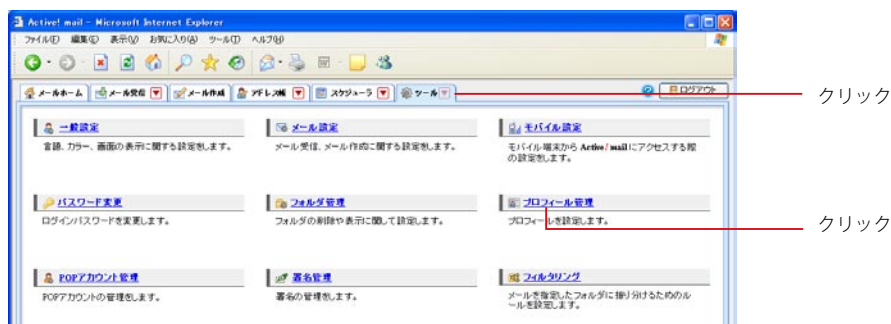 Active! mail - Microsoft Internet Explorer
ファイル(F) 編集(E) 表示(V) お気に入り(A) ツール(T) ヘルプ(H)
メールホーム メール受信 メール作成 アドレス帳 スケジューラ ツール ログアウト
クリック
一般設定 メール設定 モバイル設定
言語、カラー、画面の表示に関する設定をします。 メール受信、メール作成に関する設定をします。 モバイル端末から Active! mail にアクセスする際
の設定をします。
パスワード変更 フォルダ管理 プロフィール管理
ログインパスワードを変更します。 フォルダの削除や表示に関して設定します。 プロフィールを設定します。
クリック
POPアカウント管理 署名管理 フィルタリング
POPアカウントの管理をします。 署名の管理をします。 メールを指定したフォルダに振り分けるためのル
ールを設定します。